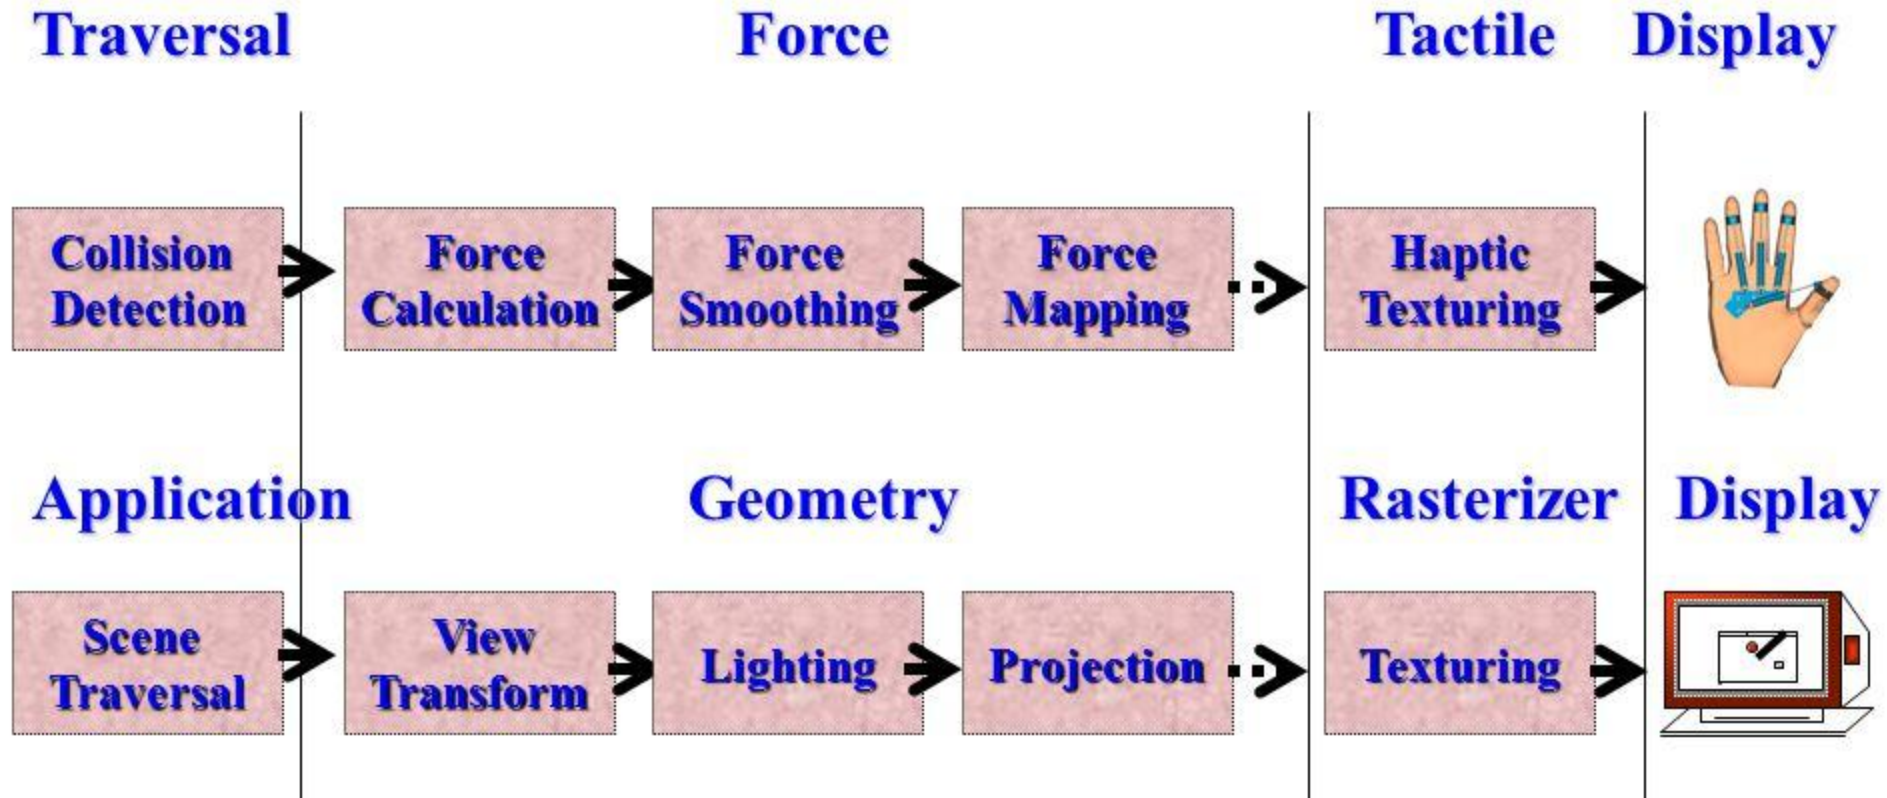 Traversal Force Tactile Display
Collision
Detection
Force
Calculation
Force
Smoothing
Force
Mapping
Haptic
Texturing
Application Geometry Rasterizer Display
Scene
Traversal
View
Transform
Lighting
Projection
Texturing